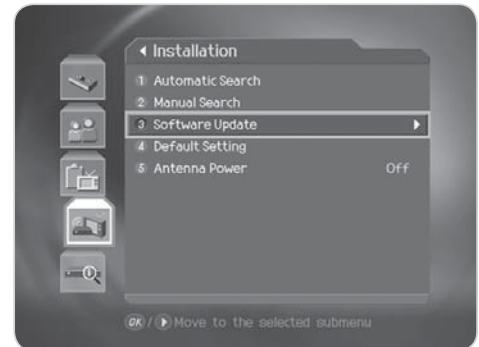 Installation
1 Automatic Search
2 Manual Search
3 Software Update
4 Default Setting
5 Antenna Power Off
OK / Move to the selected submenu